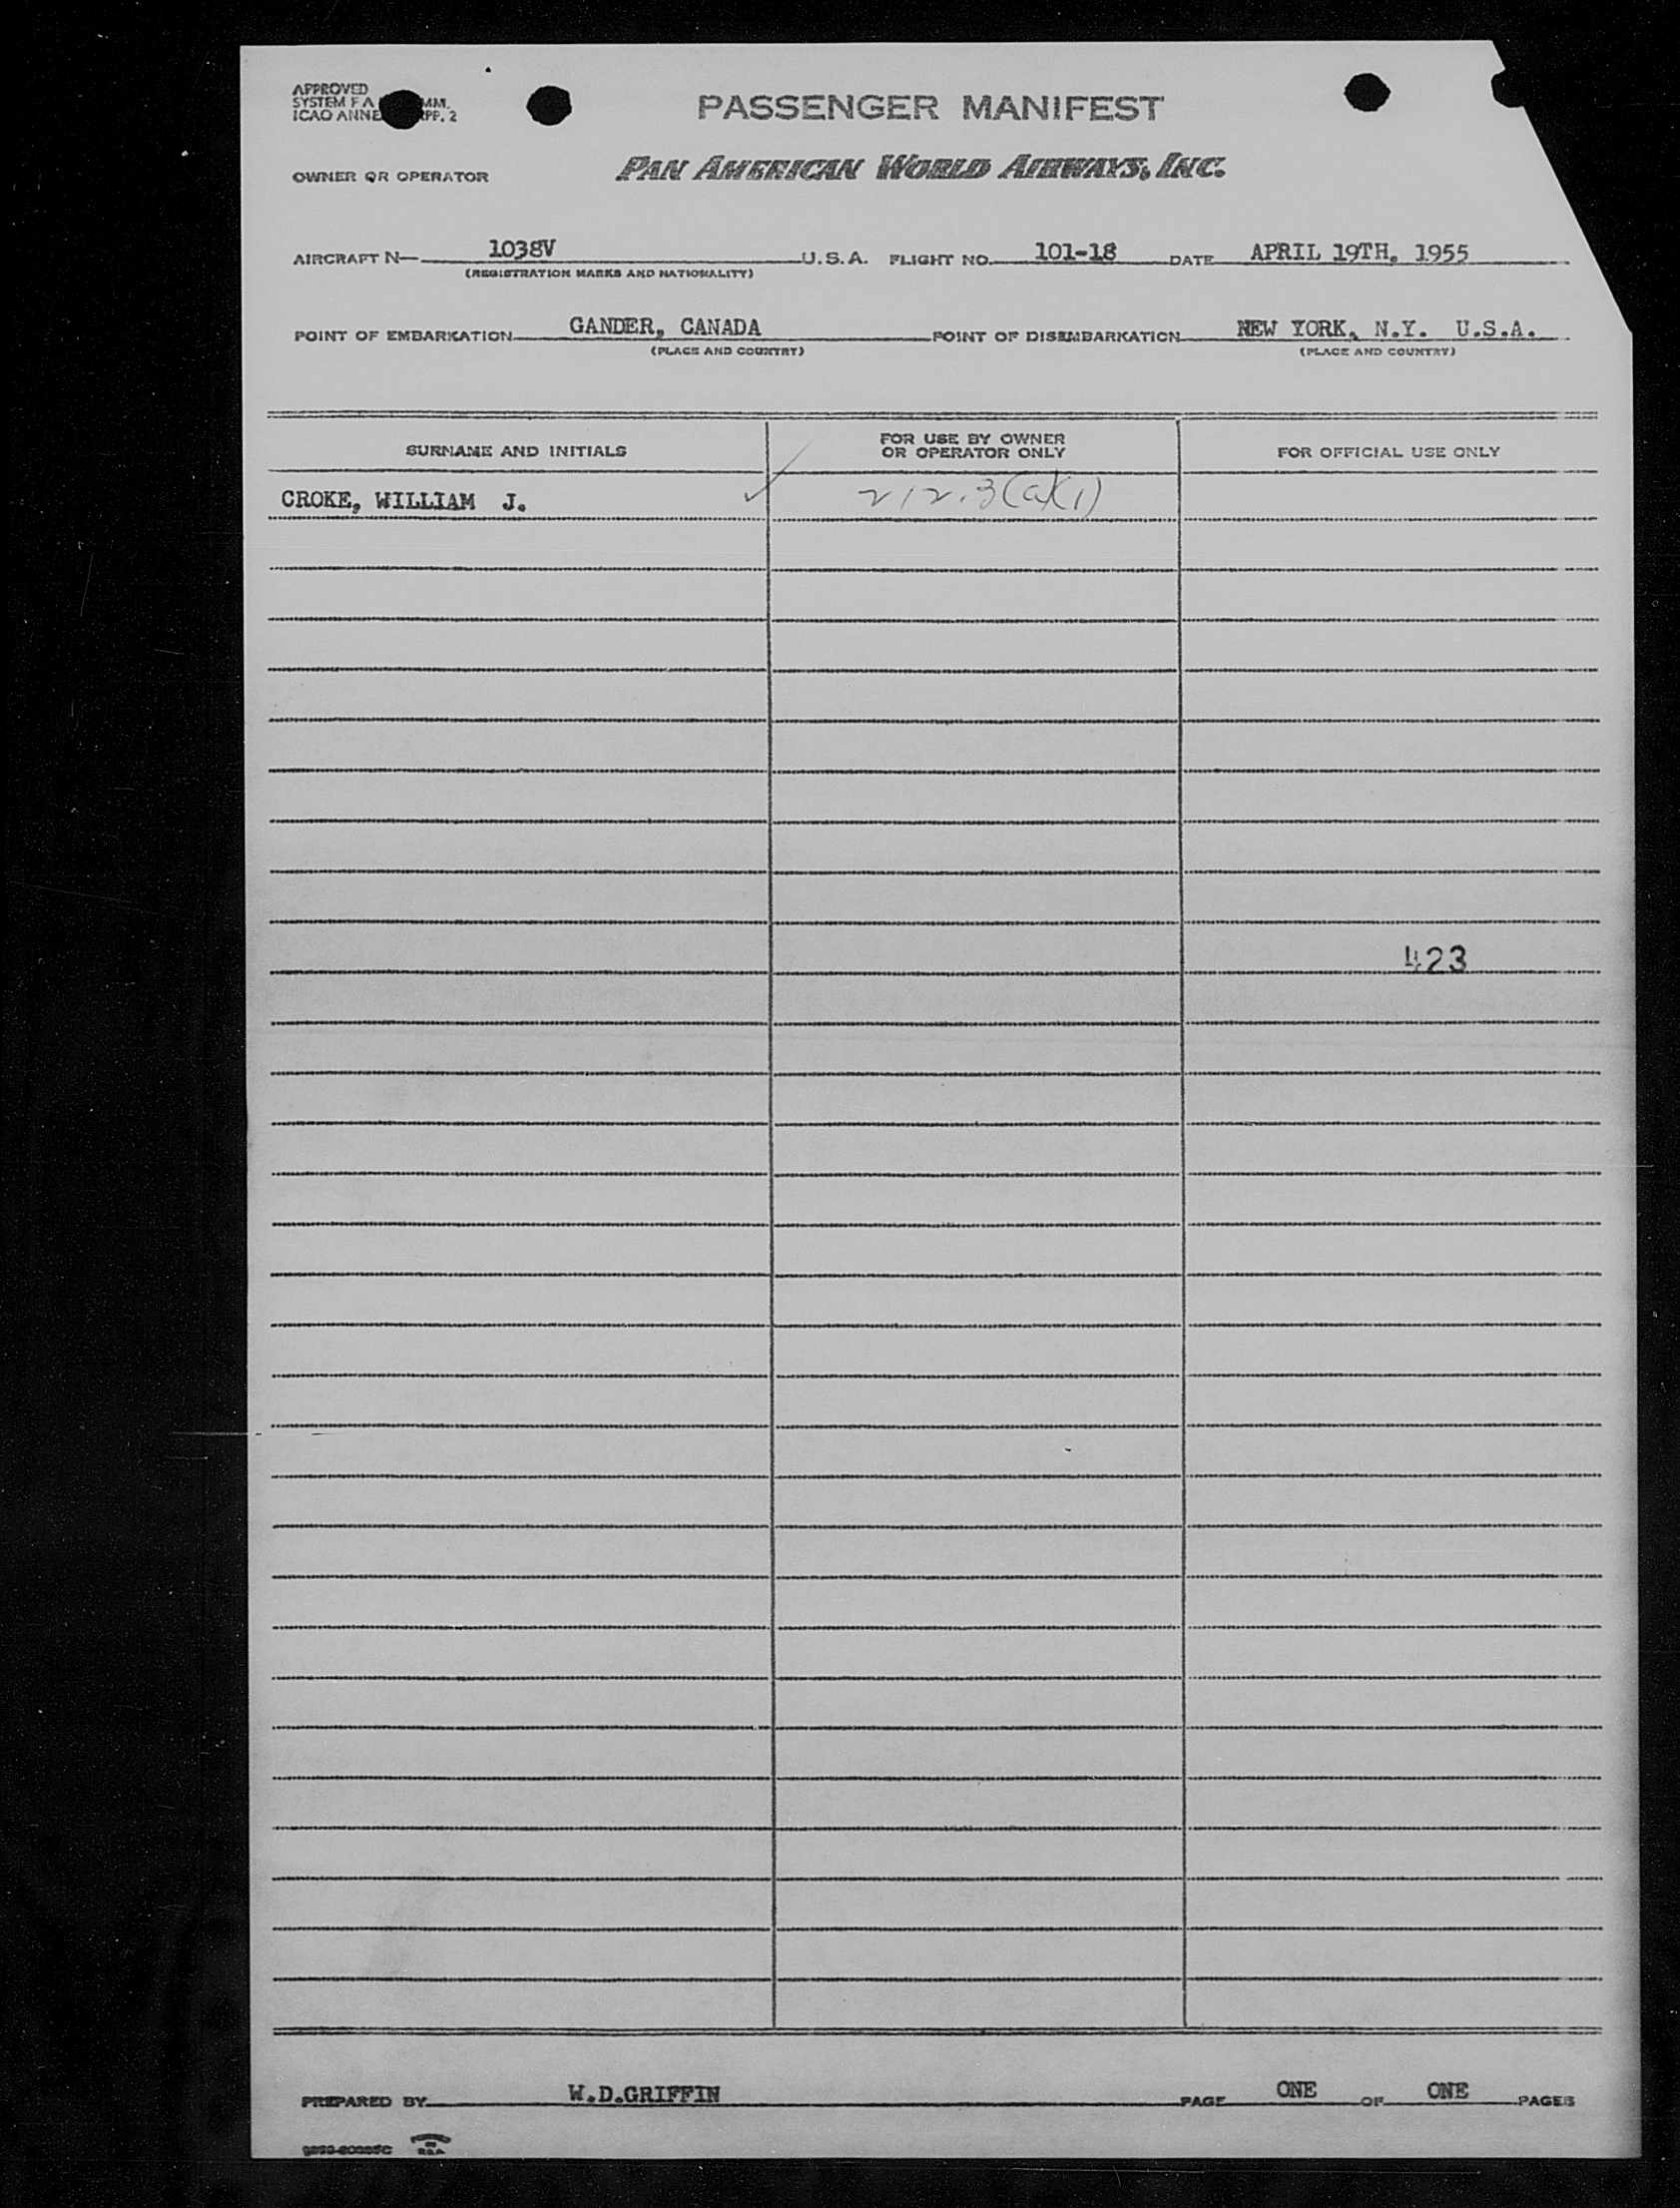 APPROVED
SYSTEM F A MM.
ICAO ANNE PP. 2
PASSENGER MANIFEST
OWNER OR OPERATOR PAN AMERICAN WORLD AIRWAYS, INC.
AIRCRAFT N— 1038V U.S.A. FLIGHT NO. 101-18 DATE APRIL 19TH, 1955
(REGISTRATION MARKS AND NATIONALITY)
POINT OF EMBARKATION GANDER, CANADA POINT OF DISEMBARKATION NEW YORK, N.Y. U.S.A.
(PLACE AND COUNTRY) (PLACE AND COUNTRY)
SURNAME AND INITIALS FOR USE BY OWNER OR OPERATOR ONLY FOR OFFICIAL USE ONLY
CROKE, WILLIAM J. 212.3(a)(1)
423
PREPARED BY W.D.GRIFFIN PAGE ONE OF ONE PAGES